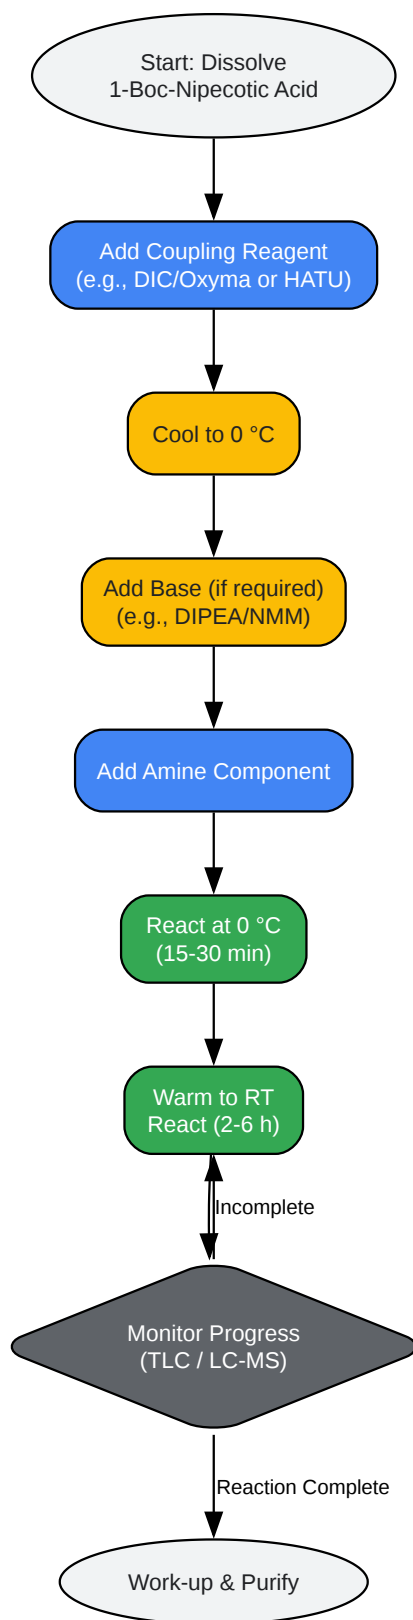 Start: Dissolve
1-Boc-Nipecotic Acid
Add Coupling Reagent
(e.g., DIC/Oxyma or HATU)
Cool to 0 °C
Add Base (if required)
(e.g., DIPEA/NMM)
Add Amine Component
React at 0 °C
(15-30 min)
Warm to RT
React (2-6 h)
Incomplete
Monitor Progress
(TLC / LC-MS)
Reaction Complete
Work-up & Purify